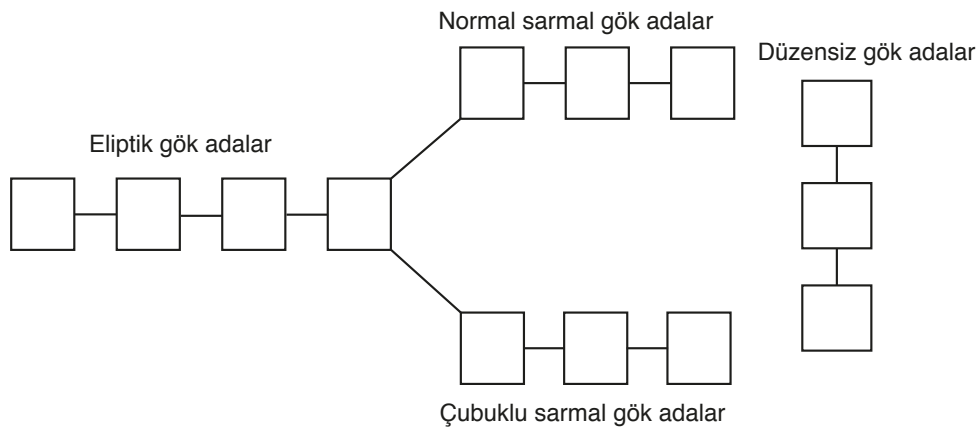 Normal sarmal gök adalar
Düzensiz gök adalar
Eliptik gök adalar
Çubuklu sarmal gök adalar